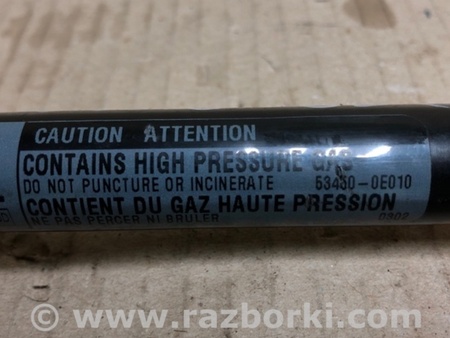 CAUTION ATTENTION
CONTAINS HIGH PRESSURE GAS
DO NOT PUNCTURE OR INCINERATE 53450-0E010
CONTIENT DU GAZ HAUTE PRESSION
NE PAS PERCER NI BRULER 0302
www.razborki.com